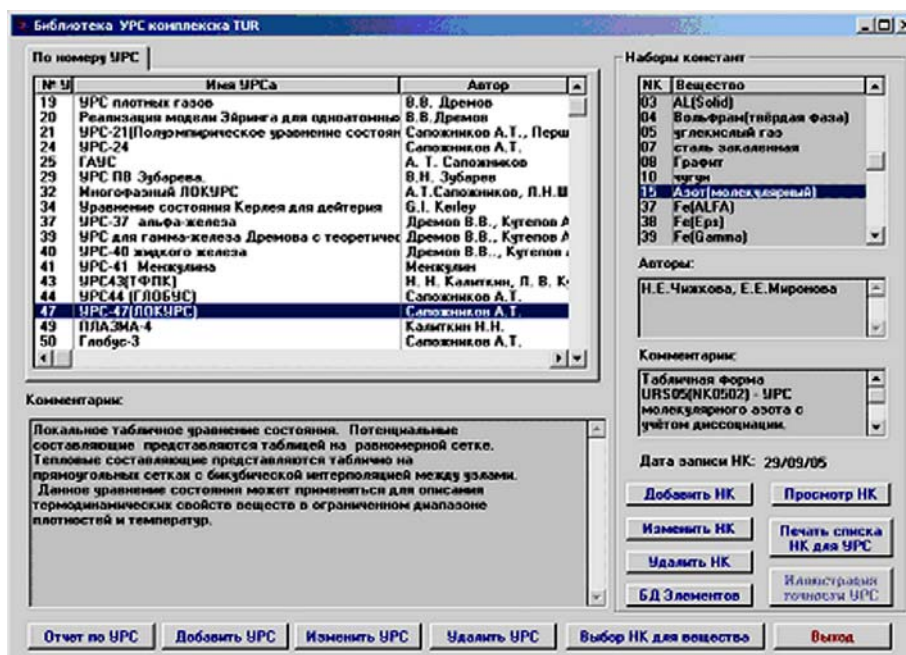 Библиотека УРС комплекска TUR
По номеру УРС
№ У Имя УРСа Автор
19 УРС плотных газов В.В. Дремов
20 Реализация модели Эйринга для одноатомны В.В.Дремов
21 УРС-21(Полуэмпирическое уравнение состоян Сапожников А.Т., Перш
24 УРС-24 Сапожников А.Т.
25 ГАУС А. Т. Сапожников
29 УРС ПВ Зубарева. В.Н. Зубарев
32 Многофазный ЛОКУРС А.Т.Сапожников, П.Н.Ш
34 Уравнение состояния Керлея для дейтерия G.I. Kerley
37 УРС-37 альфа-железа Дремов В.В., Кутепов А
39 УРС для гамма-железа Дремова с теоретичес Дремов В.В., Кутепов А
40 УРС-40 жидкого железа Дремов В.В.., Кутепов
41 УРС-41 Менжулина Менжулин
43 УРС43(ТФПК) Н. Н. Калиткин, Л. В. К
44 УРС44 (ГЛОБУС) Сапожников А.Т.
47 УРС-47(ЛОКУРС) Сапожников А.Т.
49 ПЛАЗМА-4 Калиткин Н.Н.
50 Глобус-3 Сапожников А.Т.
Комментарии:
Локальное табличное уравнение состояния. Потенциальные
составляющие представляются таблицей на равномерной сетке.
Тепловые составляющие представляются таблично на
прямоугольных сетках с бикубической интерполяцией между узлами.
Данное уравнение состояния может применяться для описания
термодинамических свойств веществ в ограниченном диапазоне
плотностей и температур.
Наборы констант
NK Вещество
03 AL(Solid)
04 Вольфрам(твёрдая фаза)
05 углекислый газ
07 сталь закаленная
08 Графит
10 чугун
15 Азот(молекулярный)
37 Fe(ALFA)
38 Fe(Eps)
39 Fe(Gamma)
Авторы:
Н.Е.Чижкова, Е.Е.Миронова
Комментарии:
Табличная форма
URS05(NK0502) - УРС
молекулярного азота с
учётом диссоциации.
Дата записи НК: 29/09/05
Добавить НК
Просмотр НК
Изменить НК
Печать списка
НК для УРС
Удалить НК
БД Элементов
Иллюстрация
точности УРС
Отчет по УРС
Добавить УРС
Изменить УРС
Удалить УРС
Выбор НК для вещества
Выход